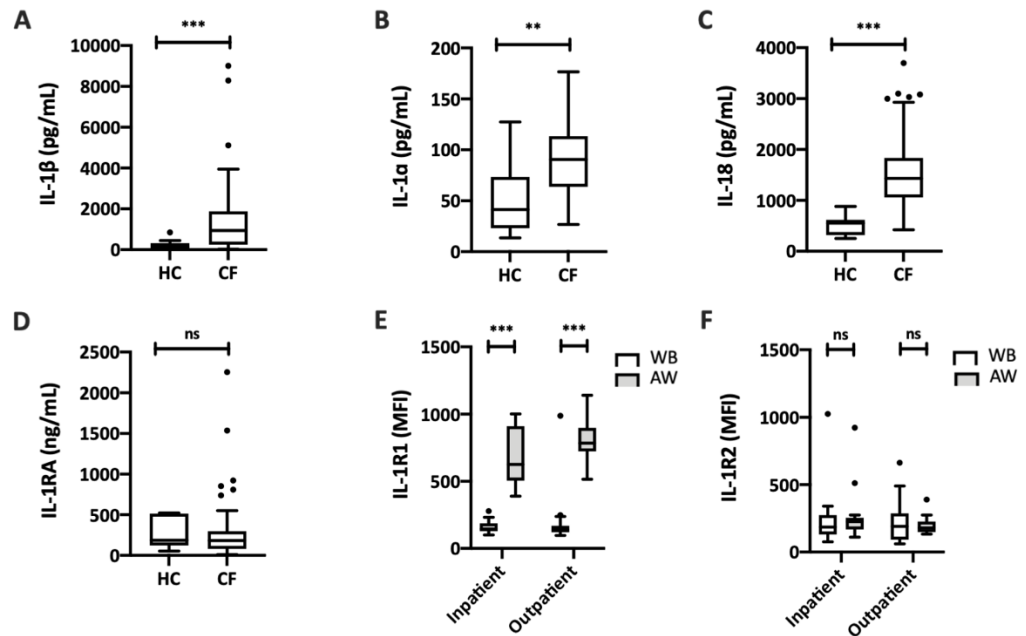 A
***
IL-1β (pg/mL)
10000
8000
6000
4000
2000
0
HC
CF
B
**
IL-1α (pg/mL)
200
150
100
50
0
HC
CF
C
***
IL-18 (pg/mL)
4000
3000
2000
1000
0
HC
CF
D
ns
IL-1RA (ng/mL)
2500
2000
1500
1000
500
0
HC
CF
E
***
***
WB
AW
IL-1R1 (MFI)
1500
1000
500
0
Inpatient
Outpatient
F
ns
ns
WB
AW
IL-1R2 (MFI)
1500
1000
500
0
Inpatient
Outpatient